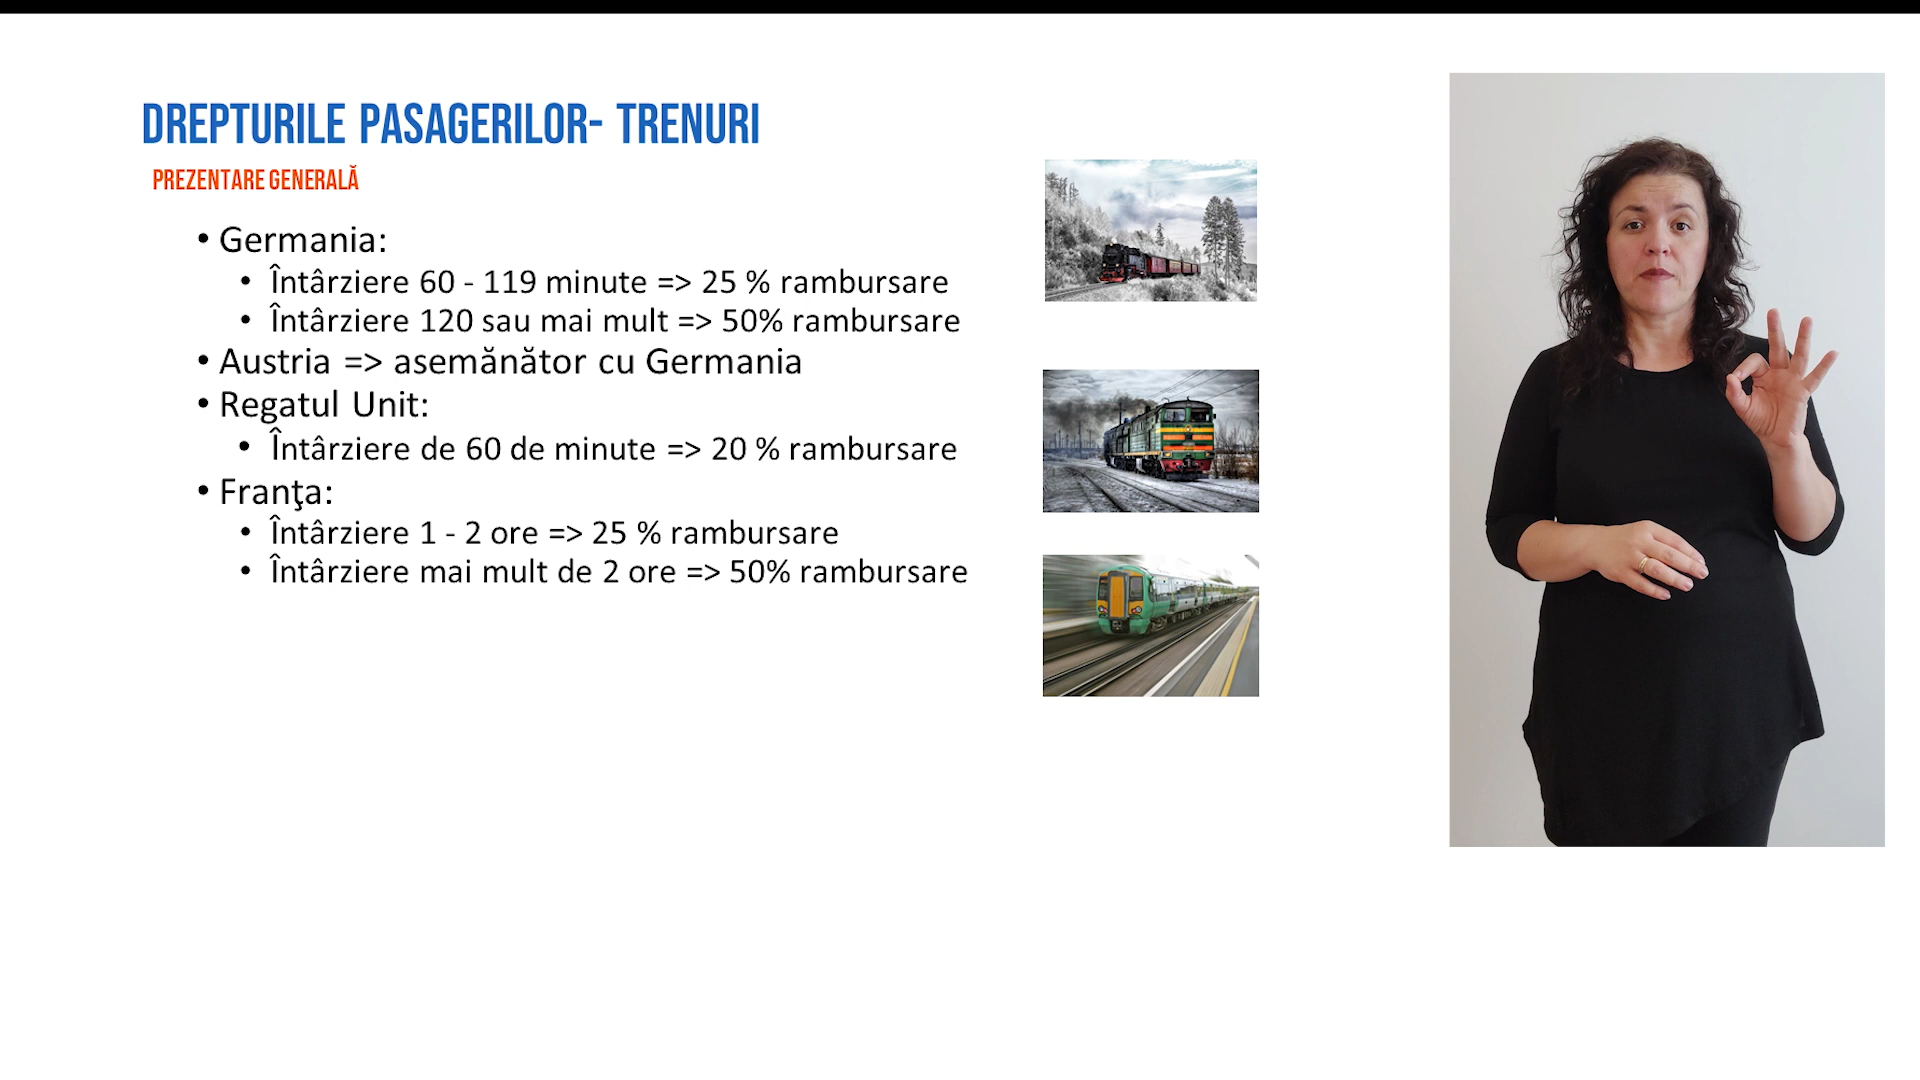 DREPTURILE PASAGERILOR- TRENURI
PREZENTARE GENERALĂ
• Germania:
• Întârziere 60 - 119 minute => 25 % rambursare
• Întârziere 120 sau mai mult => 50% rambursare
• Austria => asemănător cu Germania
• Regatul Unit:
• Întârziere de 60 de minute => 20 % rambursare
• Franţa:
• Întârziere 1 - 2 ore => 25 % rambursare
• Întârziere mai mult de 2 ore => 50% rambursare